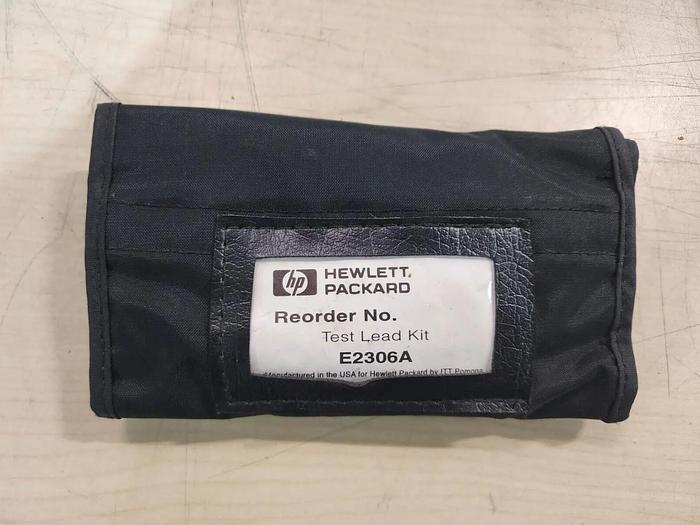 hp HEWLETT
PACKARD
Reorder No.
Test Lead Kit
E2306A
Manufactured in the USA for Hewlett Packard by ITT Pomona